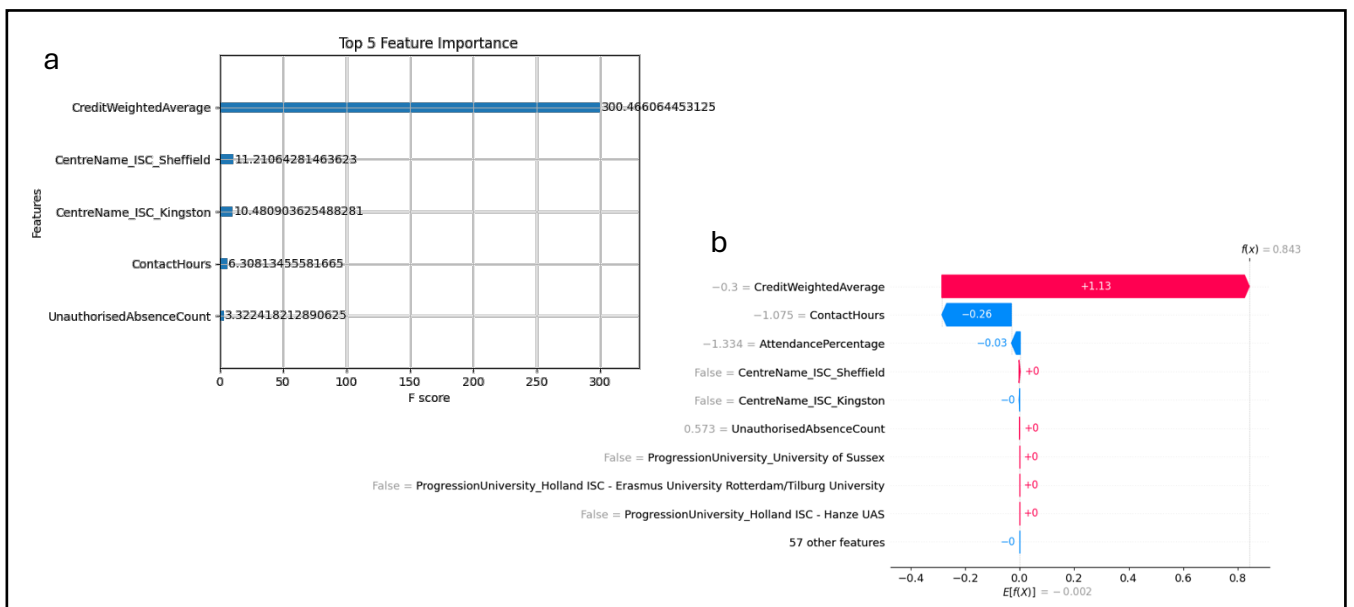 a
Top 5 Feature Importance
CreditWeightedAverage
300.466064453125
CentreName_ISC_Sheffield
11.21064281463623
CentreName_ISC_Kingston
10.480903625488281
ContactHours
6.30813455581665
UnauthorisedAbsenceCount
3.322418212890625
Features
0 50 100 150 200 250 300
F score
b
f(x) = 0.843
−0.3 = CreditWeightedAverage
+1.13
−1.075 = ContactHours
−0.26
−1.334 = AttendancePercentage
−0.03
False = CentreName_ISC_Sheffield
+0
False = CentreName_ISC_Kingston
−0
0.573 = UnauthorisedAbsenceCount
+0
False = ProgressionUniversity_University of Sussex
+0
False = ProgressionUniversity_Holland ISC - Erasmus University Rotterdam/Tilburg University
+0
False = ProgressionUniversity_Holland ISC - Hanze UAS
+0
57 other features
−0
−0.4 −0.2 0.0 0.2 0.4 0.6 0.8
E[f(X)] = −0.002